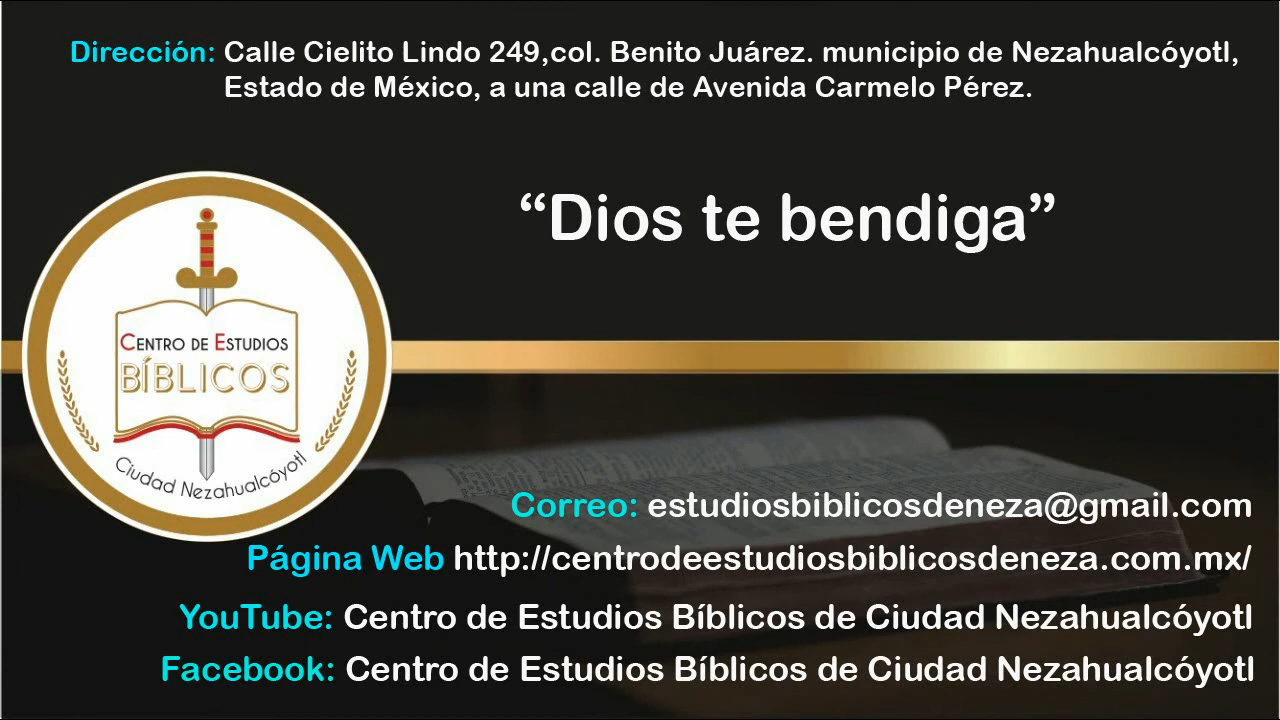 Dirección: Calle Cielito Lindo 249,col. Benito Juárez. municipio de Nezahualcóyotl,
Estado de México, a una calle de Avenida Carmelo Pérez.
“Dios te bendiga”
CENTRO DE ESTUDIOS
BÍBLICOS
Ciudad Nezahualcóyotl
Correo: estudiosbiblicosdeneza@gmail.com
Página Web http://centrodeestudiosbiblicosdeneza.com.mx/
YouTube: Centro de Estudios Bíblicos de Ciudad Nezahualcóyotl
Facebook: Centro de Estudios Bíblicos de Ciudad Nezahualcóyotl